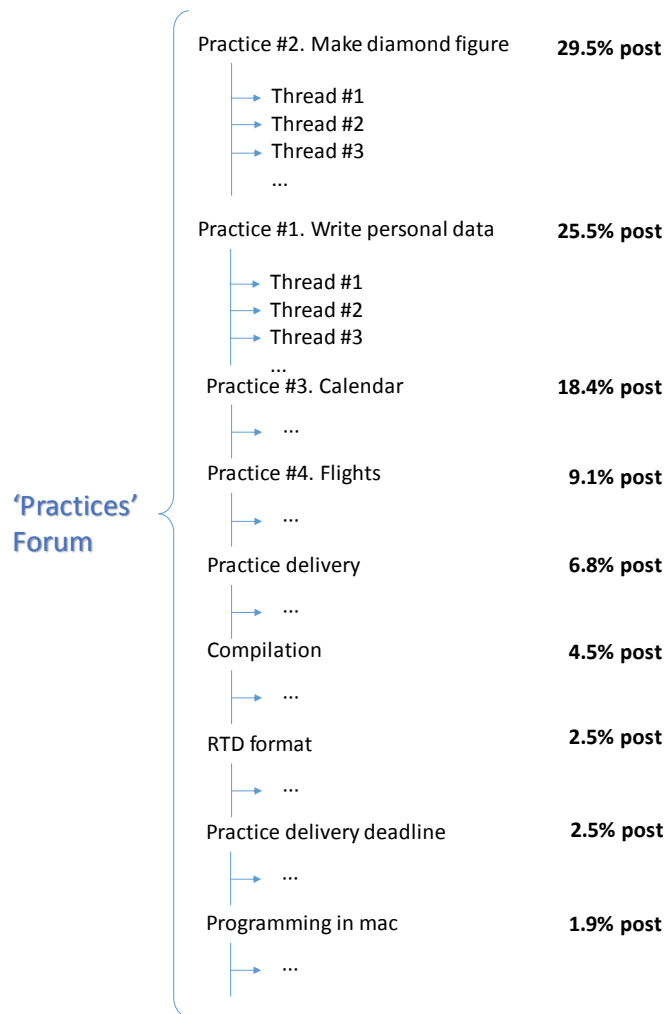 Practice #2. Make diamond figure 29.5% post
Thread #1
Thread #2
Thread #3
...
Practice #1. Write personal data 25.5% post
Thread #1
Thread #2
Thread #3
...
Practice #3. Calendar 18.4% post
...
Practice #4. Flights 9.1% post
...
‘Practices’
Forum
Practice delivery 6.8% post
...
Compilation 4.5% post
...
RTD format 2.5% post
...
Practice delivery deadline 2.5% post
...
Programming in mac 1.9% post
...